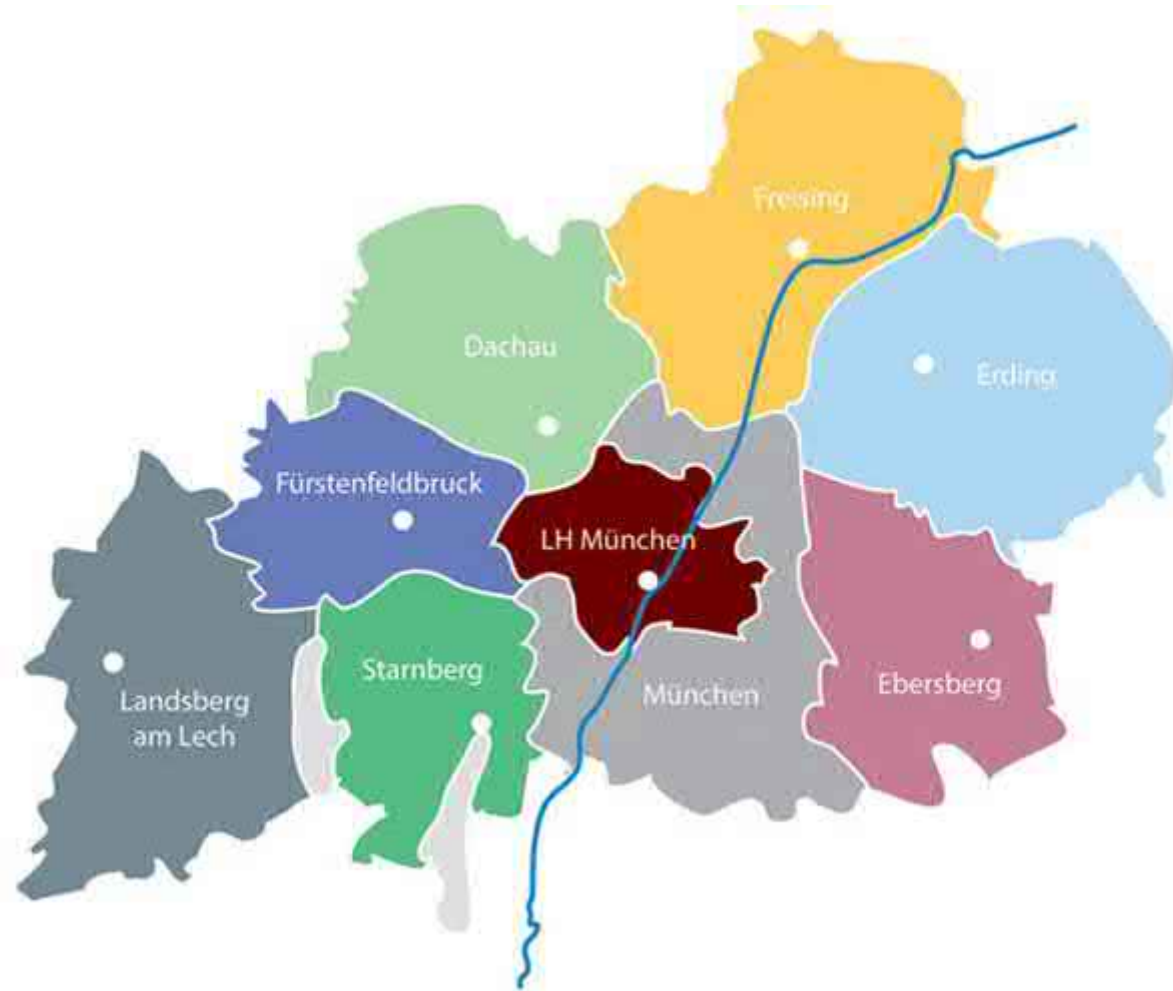 Freising
Dachau
Erding
Fürstenfeldbruck
LH München
Starnberg
München
Ebersberg
Landsberg
am Lech